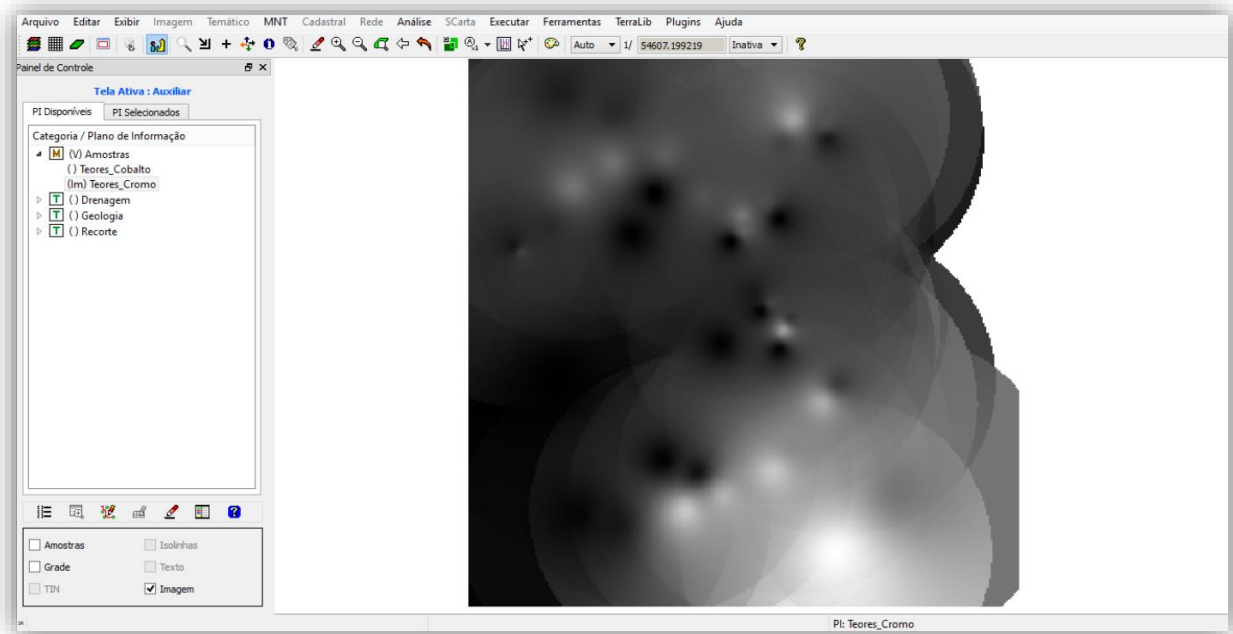 Arquivo Editar Exibir Imagem Temático MNT Cadastral Rede Análise SCarta Executar Ferramentas TerraLib Plugins Ajuda
Auto 1/ 54607.199219 Inativa
Painel de Controle
Tela Ativa : Auxiliar
PI Disponíveis PI Selecionados
Categoria / Plano de Informação
M (V) Amostras
( ) Teores_Cobalto
(Im) Teores_Cromo
T ( ) Drenagem
T ( ) Geologia
T ( ) Recorte
Amostras Isolinhas
Grade Texto
TIN Imagem
PI: Teores_Cromo